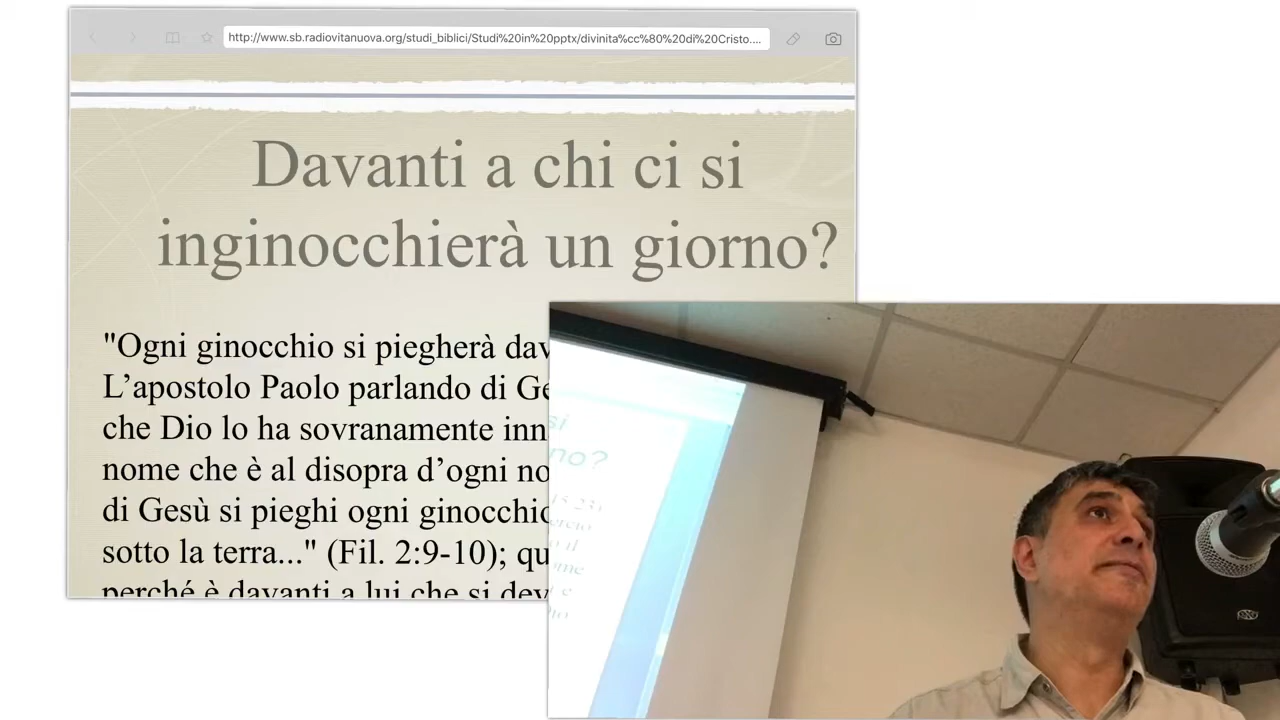 http://www.sb.radiovitanuova.org/studi_biblici/Studi%20in%20pptx/divinita%cc%80%20di%20Cristo....
Davanti a chi ci si
inginocchierà un giorno?
"Ogni ginocchio si piegherà dav
L'apostolo Paolo parlando di Ge
che Dio lo ha sovranamente inn
nome che è al disopra d'ogni no
di Gesù si pieghi ogni ginocchio
sotto la terra..." (Fil. 2:9-10); qu
perché è davanti a lui che si dev
si
no?